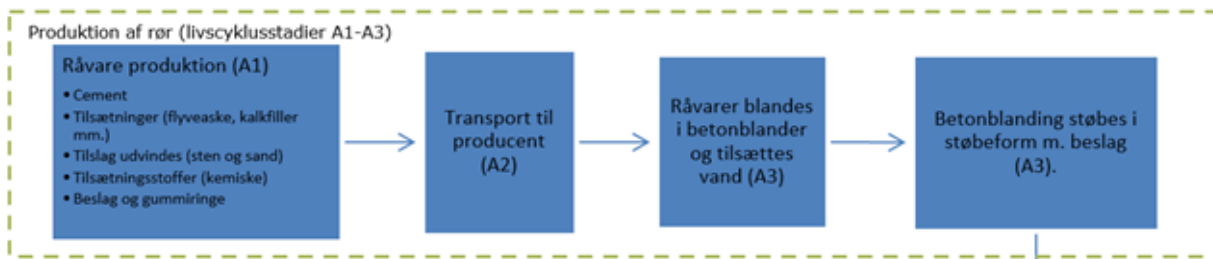 Produktion af rør (livscyklusstadier A1-A3)
Råvare produktion (A1)
• Cement
• Tilsætninger (flyveaske, kalkfiller
mm.)
• Tilslag udvindes (sten og sand)
• Tilsætningsstoffer (kemiske)
• Beslag og gummiringe
Transport til
producent
(A2)
Råvarer blandes
i betonblander
og tilsættes
vand (A3)
Betonblanding støbes i
støbeform m. beslag
(A3).